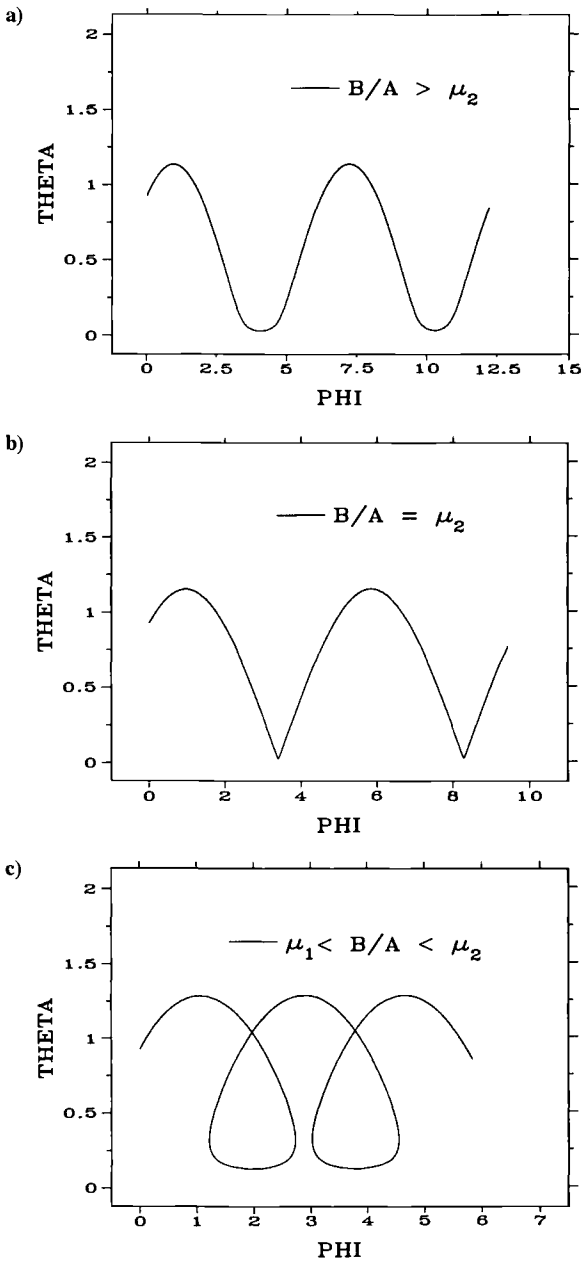 a)
2
1.5
1
0.5
0
THETA
B/A > μ₂
0 2.5 5 7.5 10 12.5 15
PHI
b)
2
1.5
1
0.5
0
THETA
B/A = μ₂
0 2 4 6 8 10
PHI
c)
2
1.5
1
0.5
0
THETA
μ₁< B/A < μ₂
0 1 2 3 4 5 6 7
PHI